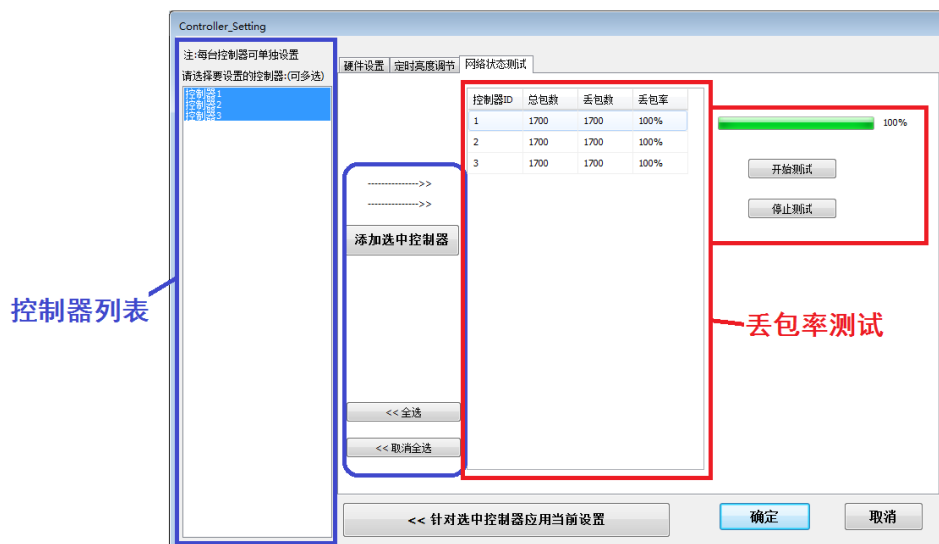 Controller_Setting
注:每台控制器可单独设置
请选择要设置的控制器:(可多选)
控制器1
控制器2
控制器3
硬件设置 定时亮度调节 网络状态测试
控制器ID 总包数 丢包数 丢包率
1 1700 1700 100%
2 1700 1700 100%
3 1700 1700 100%
100%
开始测试
停止测试
-------------->>
-------------->>
添加选中控制器
控制器列表
丢包率测试
<< 全选
<< 取消全选
<< 针对选中控制器应用当前设置
确定
取消